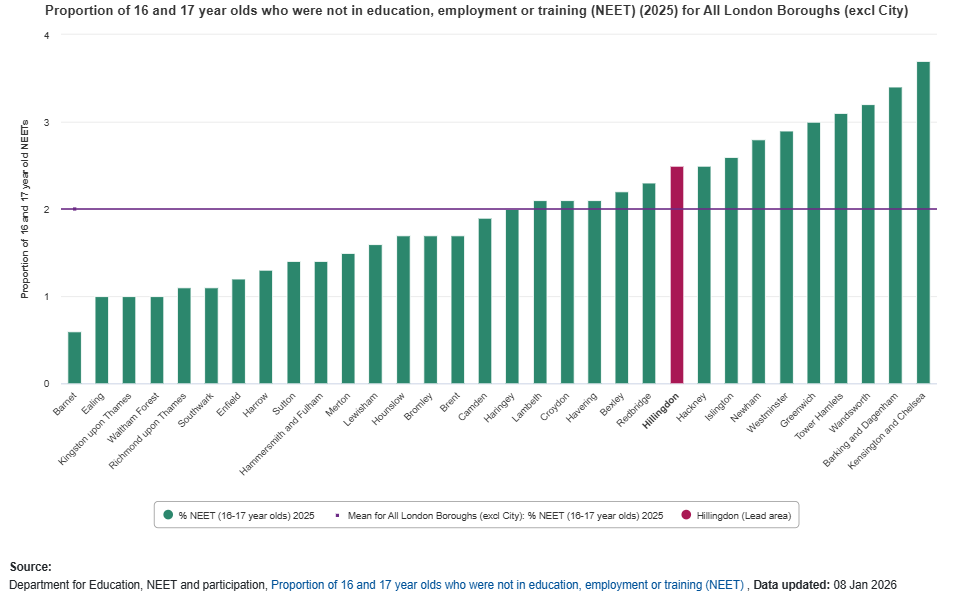 Proportion of 16 and 17 year olds who were not in education, employment or training (NEET) (2025) for All London Boroughs (excl City)
4
3
2
1
0
Proportion of 16 and 17 year old NEETs
Barnet
Ealing
Kingston upon Thames
Waltham Forest
Richmond upon Thames
Southwark
Enfield
Harrow
Sutton
Hammersmith and Fulham
Merton
Lewisham
Hounslow
Bromley
Brent
Camden
Haringey
Lambeth
Croydon
Havering
Bexley
Redbridge
Hillingdon
Hackney
Islington
Newham
Westminster
Greenwich
Tower Hamlets
Wandsworth
Barking and Dagenham
Kensington and Chelsea
% NEET (16-17 year olds) 2025
Mean for All London Boroughs (excl City): % NEET (16-17 year olds) 2025
Hillingdon (Lead area)
Source:
Department for Education, NEET and participation, Proportion of 16 and 17 year olds who were not in education, employment or training (NEET) , Data updated: 08 Jan 2026